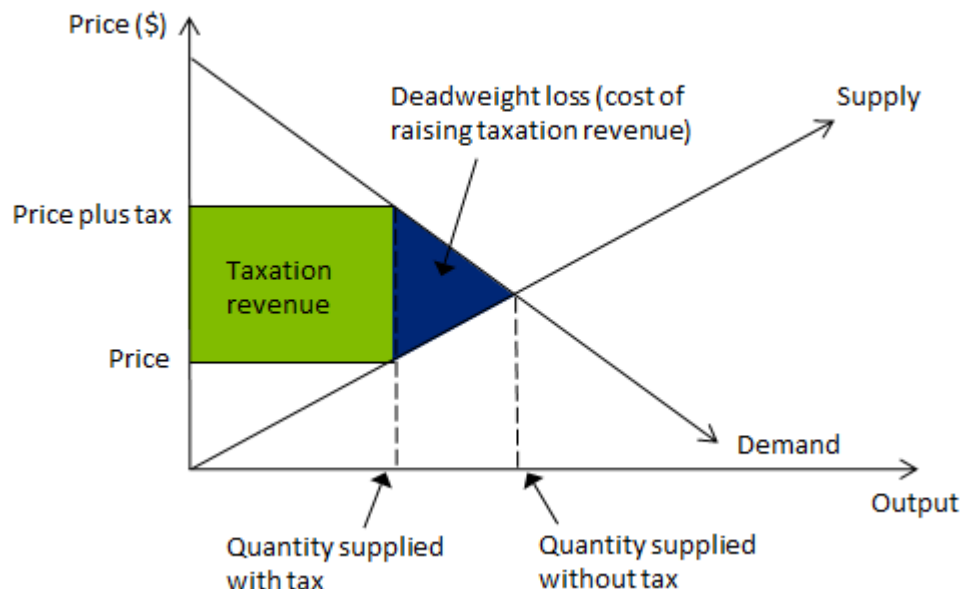 Price ($)
Deadweight loss (cost of
raising taxation revenue)
Supply
Price plus tax
Taxation
revenue
Price
Demand
Output
Quantity supplied
with tax
Quantity supplied
without tax